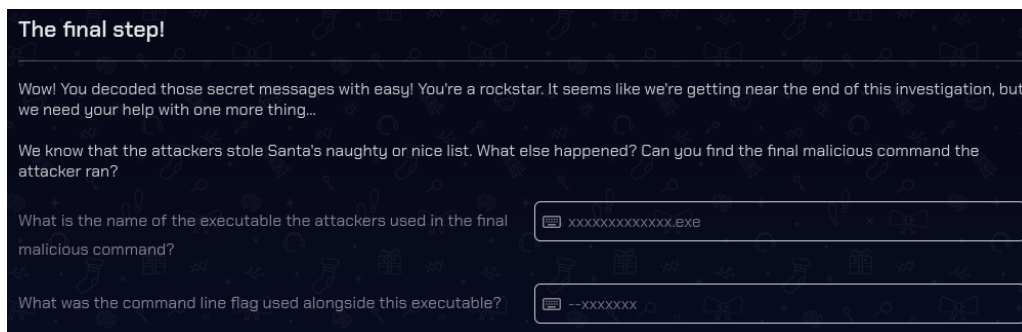 The final step!
Wow! You decoded those secret messages with easy! You're a rockstar. It seems like we're getting near the end of this investigation, but
we need your help with one more thing...
We know that the attackers stole Santa's naughty or nice list. What else happened? Can you find the final malicious command the
attacker ran?
What is the name of the executable the attackers used in the final
malicious command?
xxxxxxxxxxxxx.exe
What was the command line flag used alongside this executable?
--xxxxxxx